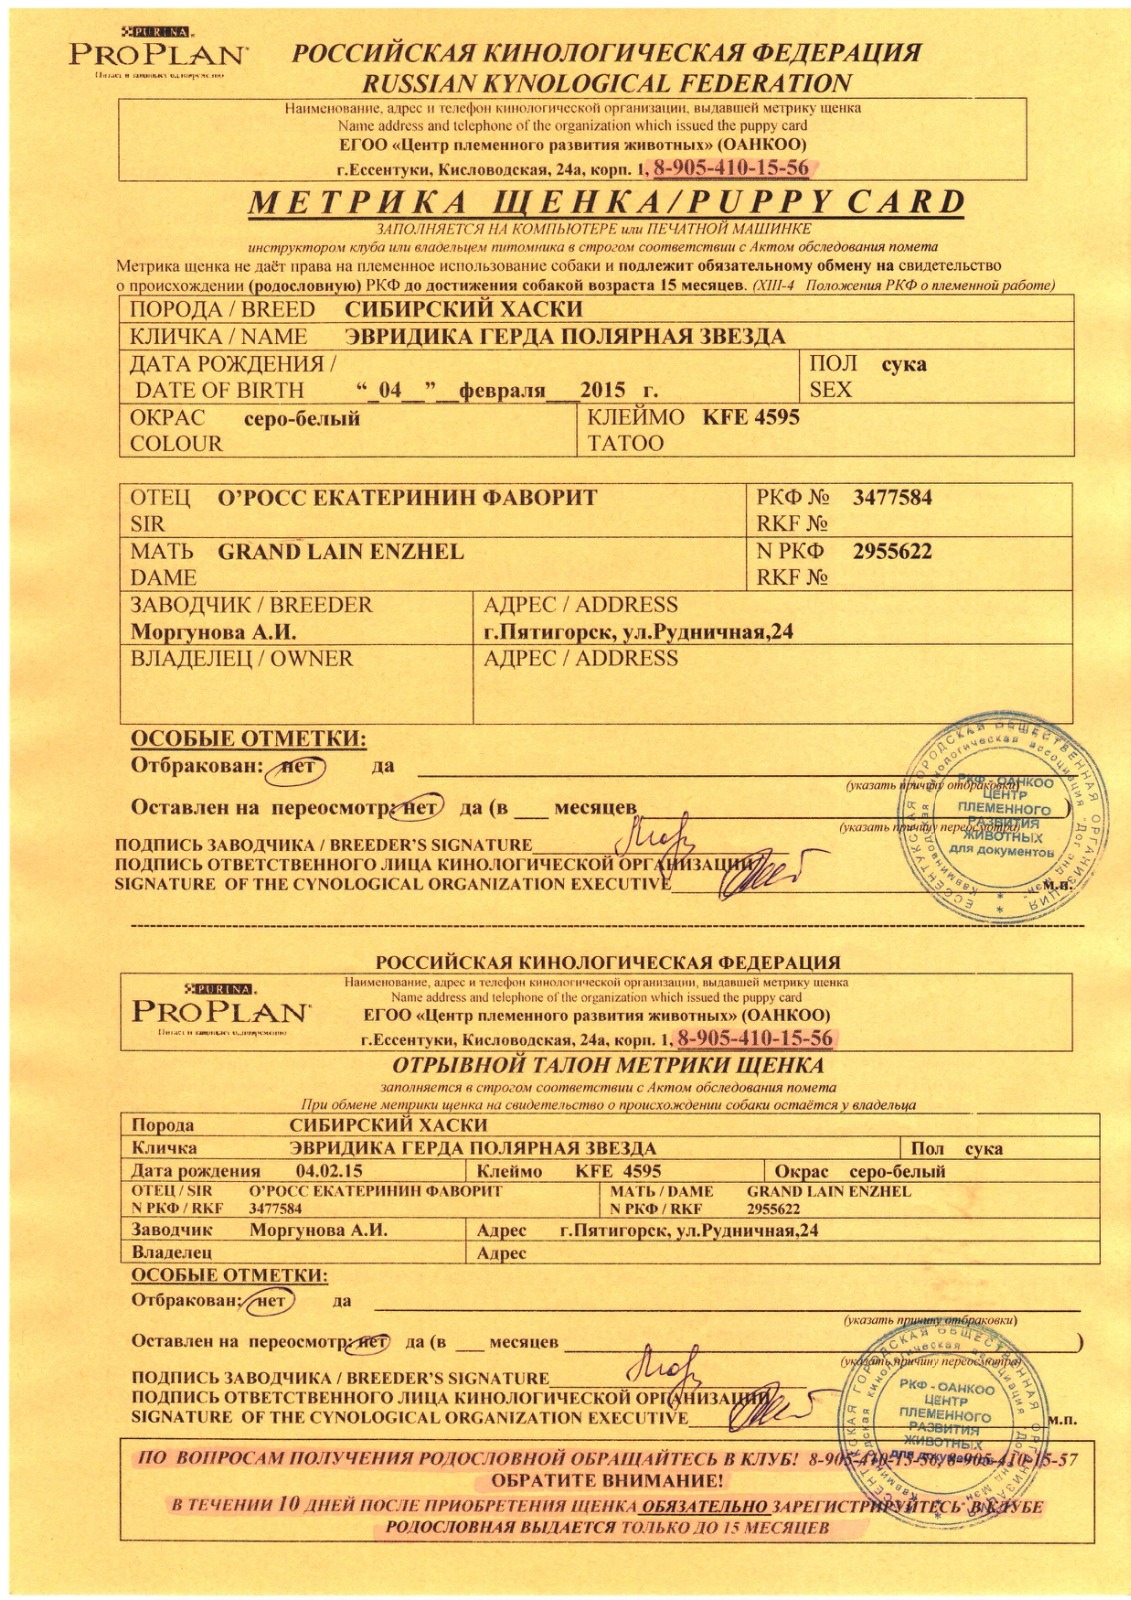 PURINA.
PROPLAN
РОССИЙСКАЯ КИНОЛОГИЧЕСКАЯ ФЕДЕРАЦИЯ
RUSSIAN KYNOLOGICAL FEDERATION
Наименование, адрес и телефон кинологической организации, выдавшей метрику щенка
Name address and telephone of the organization which issued the puppy card
ЕГОО «Центр племенного развития животных» (ОАНКОО)
г.Ессентуки, Кисловодская, 24а, корп. 1, 8-905-410-15-56
МЕТРИКА ЩЕНКА/PUPPY CARD
ЗАПОЛНЯЕТСЯ НА КОМПЬЮТЕРЕ или ПЕЧАТНОЙ МАШИНКЕ
инструктором клуба или владельцем питомника в строгом соответствии с Актом обследования помета
Метрика щенка не даёт права на племенное использование собаки и подлежит обязательному обмену на свидетельство
о происхождении (родословную) РКФ до достижения собакой возраста 15 месяцев. (XIII-4 Положения РКФ о племенной работе)
ПОРОДА / BREED СИБИРСКИЙ ХАСКИ
КЛИЧКА / NAME ЭВРИДИКА ГЕРДА ПОЛЯРНАЯ ЗВЕЗДА
ДАТА РОЖДЕНИЯ / ПОЛ сука
DATE OF BIRTH “_04__”__февраля___2015 г. SEX
ОКРАС серо-белый КЛЕЙМО KFE 4595
COLOUR TATOO
ОТЕЦ О’РОСС ЕКАТЕРИНИН ФАВОРИТ РКФ № 3477584
SIR RKF №
МАТЬ GRAND LAIN ENZHEL N РКФ 2955622
DAME RKF №
ЗАВОДЧИК / BREEDER АДРЕС / ADDRESS
Моргунова А.И. г.Пятигорск, ул.Рудничная,24
ВЛАДЕЛЕЦ / OWNER АДРЕС / ADDRESS
ОСОБЫЕ ОТМЕТКИ:
Отбракован: нет да
(указать причину отбраковки)
Оставлен на переосмотр: нет да (в ___ месяцев )
(указать причину переосмотра)
ПОДПИСЬ ЗАВОДЧИКА / BREEDER'S SIGNATURE
ПОДПИСЬ ОТВЕТСТВЕННОГО ЛИЦА КИНОЛОГИЧЕСКОЙ ОРГАНИЗАЦИИ
SIGNATURE OF THE CYNOLOGICAL ORGANIZATION EXECUTIVE м.п.
ЕССЕНТУКСКАЯ ГОРОДСКАЯ ОБЩЕСТВЕННАЯ ОРГАНИЗАЦИЯ
РКФ - ОАНКОО
ЦЕНТР
ПЛЕМЕННОГО
РАЗВИТИЯ
ЖИВОТНЫХ
для документов
РОССИЙСКАЯ КИНОЛОГИЧЕСКАЯ ФЕДЕРАЦИЯ
PURINA.
PROPLAN
Наименование, адрес и телефон кинологической организации, выдавшей метрику щенка
Name address and telephone of the organization which issued the puppy card
ЕГОО «Центр племенного развития животных» (ОАНКОО)
г.Ессентуки, Кисловодская, 24а, корп. 1, 8-905-410-15-56
ОТРЫВНОЙ ТАЛОН МЕТРИКИ ЩЕНКА
заполняется в строгом соответствии с Актом обследования помета
При обмене метрики щенка на свидетельство о происхождении собаки остаётся у владельца
Порода СИБИРСКИЙ ХАСКИ
Кличка ЭВРИДИКА ГЕРДА ПОЛЯРНАЯ ЗВЕЗДА Пол сука
Дата рождения 04.02.15 Клеймо KFE 4595 Окрас серо-белый
ОТЕЦ / SIR О’РОСС ЕКАТЕРИНИН ФАВОРИТ МАТЬ / DAME GRAND LAIN ENZHEL
N РКФ / RKF 3477584 N РКФ / RKF 2955622
Заводчик Моргунова А.И. Адрес г.Пятигорск, ул.Рудничная,24
Владелец Адрес
ОСОБЫЕ ОТМЕТКИ:
Отбракован: нет да
(указать причину отбраковки)
Оставлен на переосмотр: нет да (в ___ месяцев )
(указать причину переосмотра)
ПОДПИСЬ ЗАВОДЧИКА / BREEDER'S SIGNATURE
ПОДПИСЬ ОТВЕТСТВЕННОГО ЛИЦА КИНОЛОГИЧЕСКОЙ ОРГАНИЗАЦИИ
SIGNATURE OF THE CYNOLOGICAL ORGANIZATION EXECUTIVE м.п.
ЕССЕНТУКСКАЯ ГОРОДСКАЯ ОБЩЕСТВЕННАЯ ОРГАНИЗАЦИЯ
РКФ - ОАНКОО
ЦЕНТР
ПЛЕМЕННОГО
РАЗВИТИЯ
ЖИВОТНЫХ
для документов
ПО ВОПРОСАМ ПОЛУЧЕНИЯ РОДОСЛОВНОЙ ОБРАЩАЙТЕСЬ В КЛУБ! 8-905-410-15-56, 8-905-410-15-57
ОБРАТИТЕ ВНИМАНИЕ!
В ТЕЧЕНИИ 10 ДНЕЙ ПОСЛЕ ПРИОБРЕТЕНИЯ ЩЕНКА ОБЯЗАТЕЛЬНО ЗАРЕГИСТРИРУЙТЕСЬ В КЛУБЕ
РОДОСЛОВНАЯ ВЫДАЕТСЯ ТОЛЬКО ДО 15 МЕСЯЦЕВ